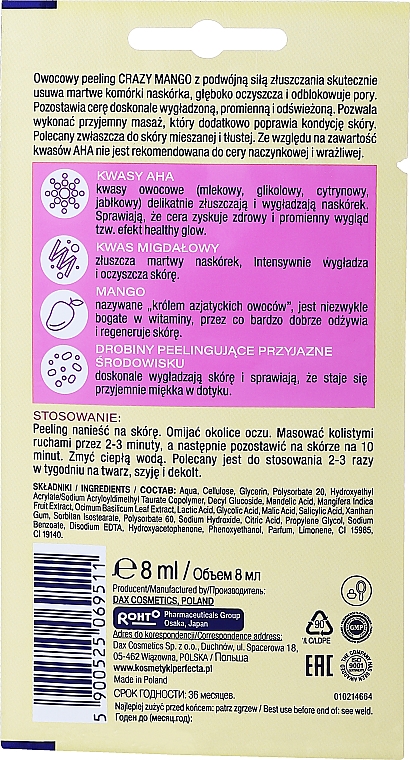 Owocowy peeling CRAZY MANGO z podwójną siłą złuszczania skutecznie
usuwa martwe komórki naskórka, głęboko oczyszcza i odblokowuje pory.
Pozostawia cerę doskonale wygładzoną, promienną i odświeżoną. Pozwala
wykonać przyjemny masaż, który dodatkowo poprawia kondycję skóry.
Polecany zwłaszcza do skóry mieszanej i tłustej. Ze względu na zawartość
kwasów AHA nie jest rekomendowana do cery naczynkowej i wrażliwej.
KWASY AHA
kwasy owocowe (mlekowy, glikolowy, cytrynowy,
jabłkowy) delikatnie złuszczają i wygładzają naskórek.
Sprawiają, że cera zyskuje zdrowy i promienny wygląd
tzw. efekt healthy glow.
KWAS MIGDAŁOWY
złuszcza martwy naskórek, Intensywnie wygładza
i oczyszcza skórę.
MANGO
nazywane „królem azjatyckich owoców”, jest niezwykle
bogate w witaminy, przez co bardzo dobrze odżywia
i regeneruje skórę.
DROBINY PEELINGUJĄCE PRZYJAZNE
ŚRODOWISKU
doskonale wygładzają skórę i sprawiają, że staje się
przyjemnie miękka w dotyku.
STOSOWANIE:
Peeling nanieść na skórę. Omijać okolice oczu. Masować kolistymi
ruchami przez 2-3 minuty, a następnie pozostawić na skórze na 10
minut. Zmyć ciepłą wodą. Polecany jest do stosowania 2-3 razy
w tygodniu na twarz, szyję i dekolt.
SKŁADNIKI / INGREDIENTS / СОСТАВ: Aqua, Cellulose, Glycerin, Polysorbate 20, Hydroxyethyl
Acrylate/Sodium Acryloyldimethyl Taurate Copolymer, Decyl Glucoside, Mandelic Acid, Mangifera Indica
Fruit Extract, Ocimum Basilicum Leaf Extract, Lactic Acid, Glycolic Acid, Malic Acid, Salicylic Acid, Xanthan
Gum, Sorbitan Isostearate, Polysorbate 60, Sodium Hydroxide, Citric Acid, Propylene Glycol, Sodium
Benzoate, Disodium EDTA, Hydroxyacetophenone, Phenoxyethanol, Parfum, Limonene, CI 15985,
CI 19140.
5 900525 069511
℮ 8 ml / Объем 8 мл
Producent/Manufactured by/Производитель:
DAX COSMETICS, POLAND
ROHTO
Pharmaceuticals Group
Osaka, Japan
Adres do korespondencji/Correspondence address:
Dax Cosmetics Sp. z o.o., Duchnów, ul. Spacerowa 18,
05-462 Wiązowna, POLSKA / Польша
www.kosmetykiperfecta.pl
Made in Poland
СРОК ГОДНОСТИ: 36 месяцев.
010214664
Najlepiej zużyć przed końcem: patrz zgrzew / Best use before end of: see weld.
Годен до (месяц/год):
90
C/LDPE
GMPC
EAC
ISO
9001